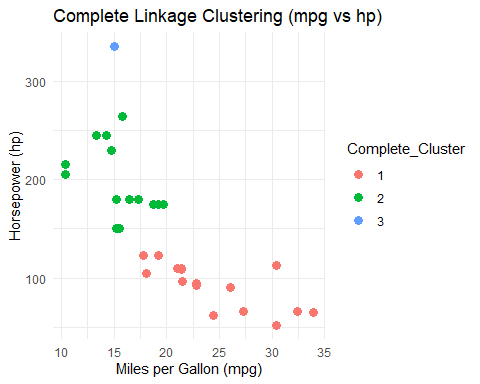 Complete Linkage Clustering (mpg vs hp)
Horsepower (hp)
300
200
100
10 15 20 25 30 35
Miles per Gallon (mpg)
Complete_Cluster
1
2
3